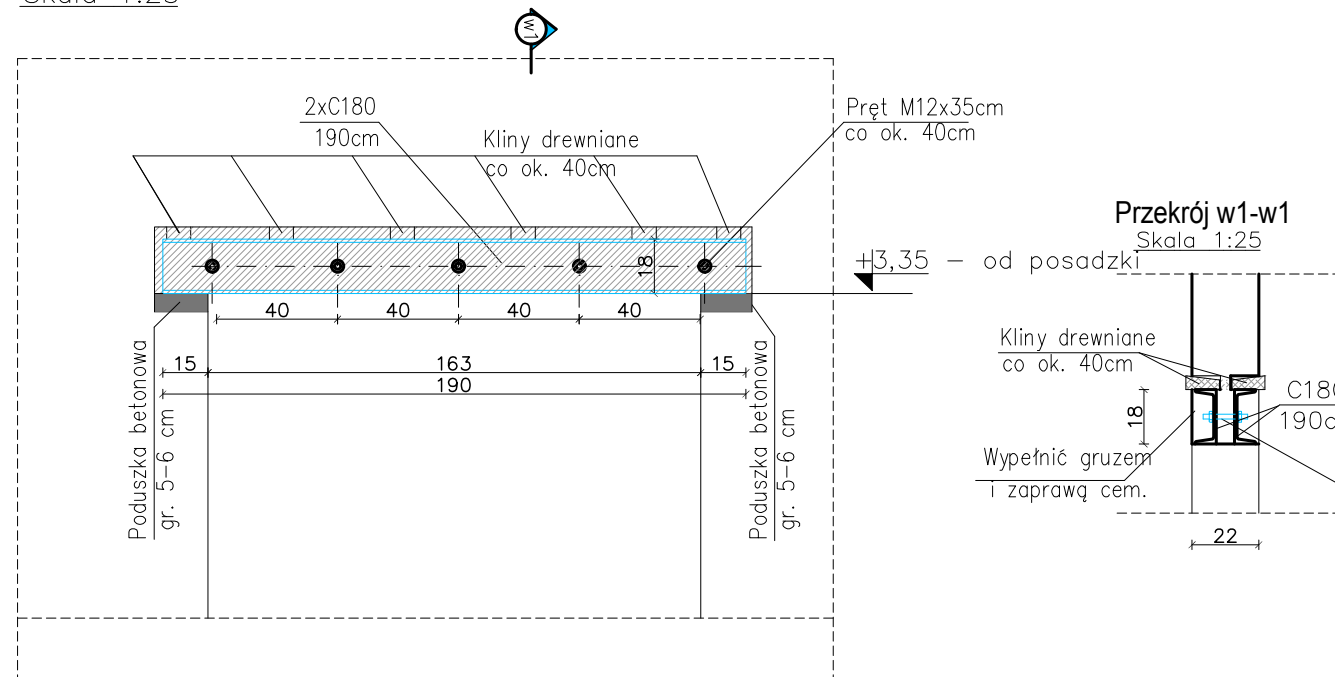 Skala 1:25
w1
2xC180
190cm
Kliny drewniane
co ok. 40cm
Pręt M12x35cm
co ok. 40cm
18
+3,35 – od posadzki
40
40
40
40
15
163
15
190
Poduszka betonowa
gr. 5-6 cm
Poduszka betonowa
gr. 5-6 cm
Przekrój w1-w1
Skala 1:25
Kliny drewniane
co ok. 40cm
C180
190c
18
Wypełnić gruzem
i zaprawą cem.
22